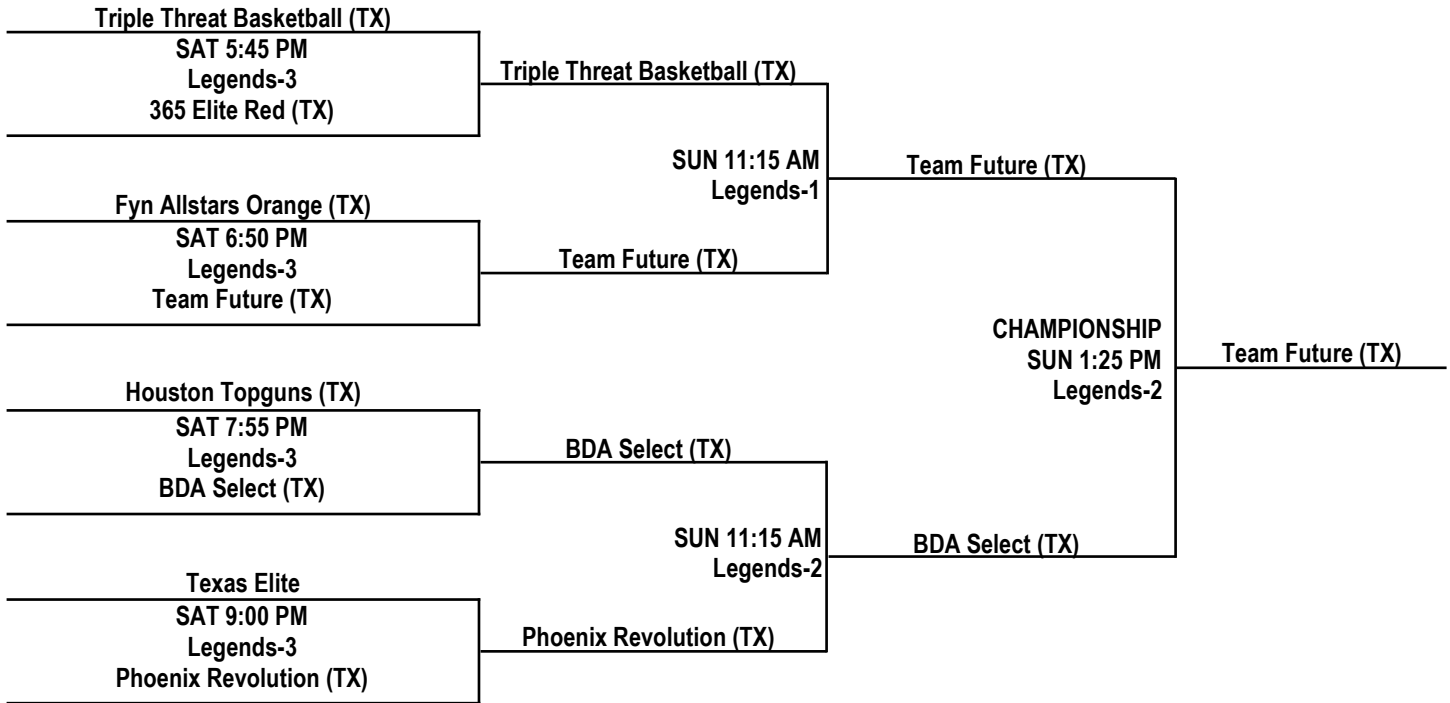 Triple Threat Basketball (TX)
SAT 5:45 PM
Legends-3
365 Elite Red (TX)
Fyn Allstars Orange (TX)
SAT 6:50 PM
Legends-3
Team Future (TX)
Houston Topguns (TX)
SAT 7:55 PM
Legends-3
BDA Select (TX)
Texas Elite
SAT 9:00 PM
Legends-3
Phoenix Revolution (TX)
Triple Threat Basketball (TX)
SUN 11:15 AM
Legends-1
Team Future (TX)
BDA Select (TX)
SUN 11:15 AM
Legends-2
Phoenix Revolution (TX)
Team Future (TX)
CHAMPIONSHIP
SUN 1:25 PM
Legends-2
BDA Select (TX)
Team Future (TX)